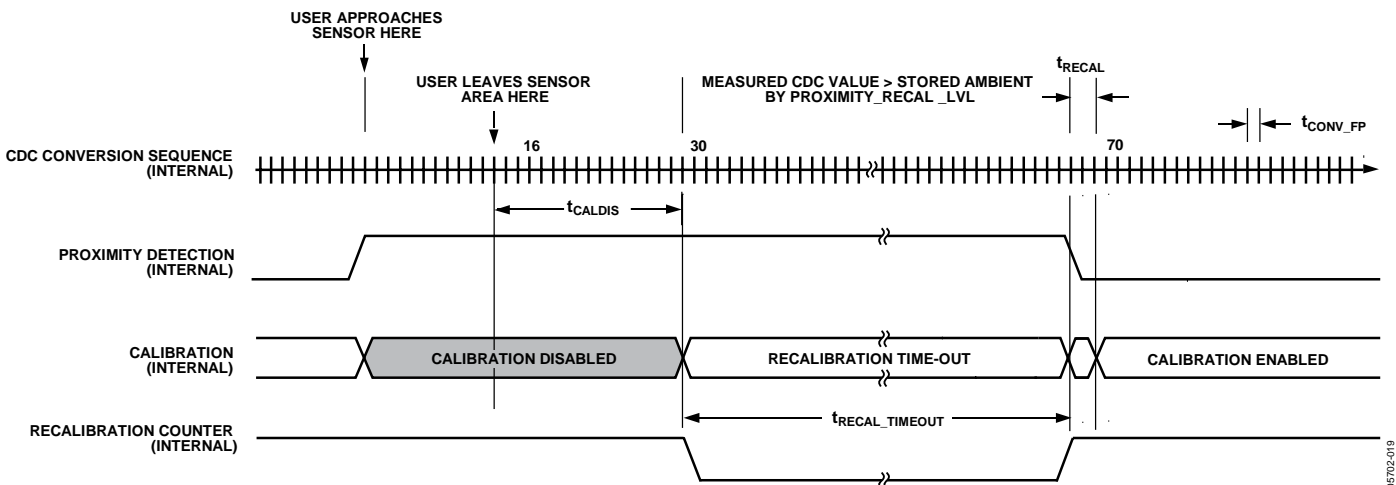 USER APPROACHES
SENSOR HERE
USER LEAVES SENSOR
AREA HERE
MEASURED CDC VALUE > STORED AMBIENT
BY PROXIMITY_RECAL _LVL
tRECAL
tCONV_FP
CDC CONVERSION SEQUENCE
(INTERNAL)
16
30
70
tCALDIS
PROXIMITY DETECTION
(INTERNAL)
CALIBRATION
(INTERNAL)
CALIBRATION DISABLED
RECALIBRATION TIME-OUT
CALIBRATION ENABLED
tRECAL_TIMEOUT
RECALIBRATION COUNTER
(INTERNAL)
05702-019